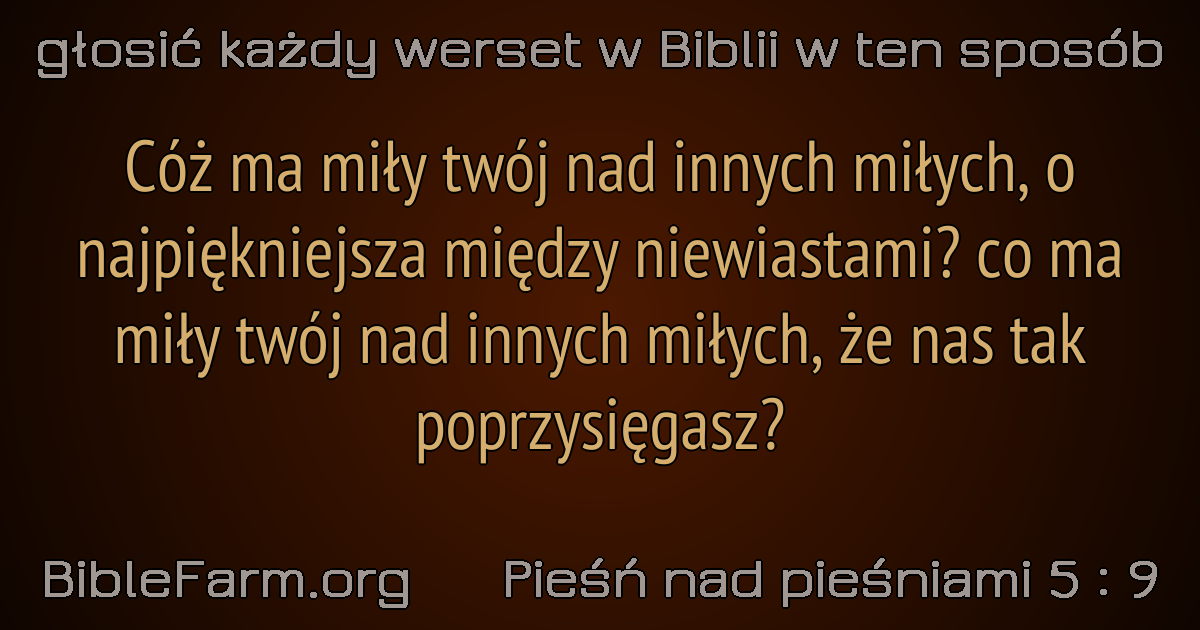 głosić każdy werset w Biblii w ten sposób
Cóż ma miły twój nad innych miłych, o
najpiękniejsza między niewiastami? co ma
miły twój nad innych miłych, że nas tak
poprzysięgasz?
BibleFarm.org Pieśń nad pieśniami 5 : 9